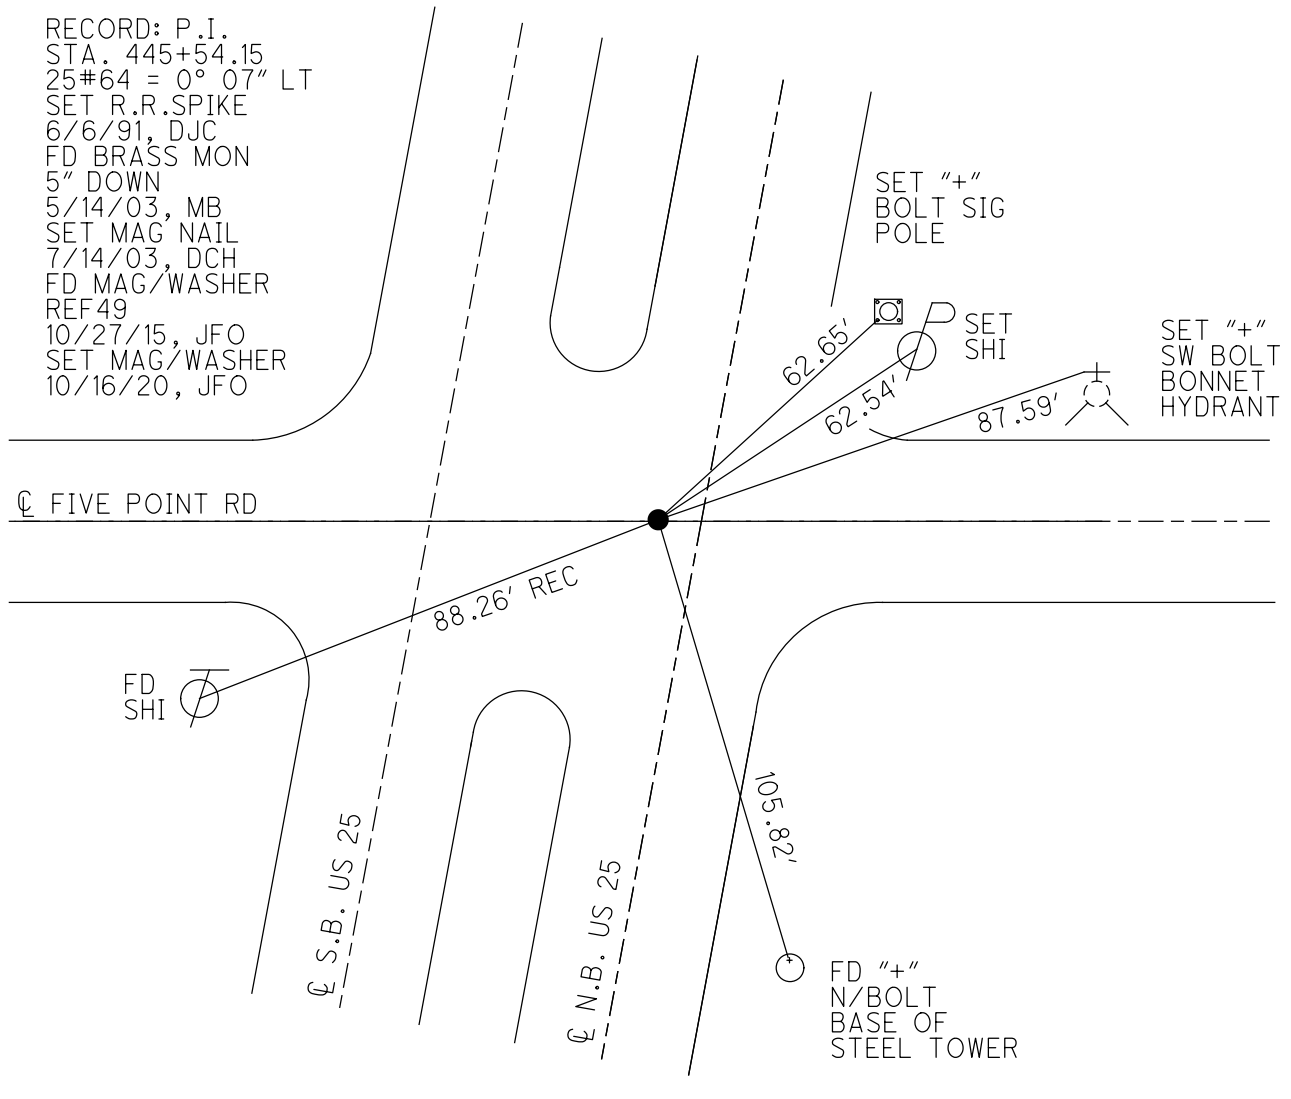 RECORD: P.I.
STA. 445+54.15
25#64 = 0° 07" LT
SET R.R.SPIKE
6/6/91, DJC
FD BRASS MON
5" DOWN
5/14/03, MB
SET MAG NAIL
7/14/03, DCH
FD MAG/WASHER
REF49
10/27/15, JFO
SET MAG/WASHER
10/16/20, JFO
SET "+"
BOLT SIG
POLE
SET
SHI
SET "+"
SW BOLT
BONNET
HYDRANT
62.65'
62.54'
87.59'
℄ FIVE POINT RD
88.26' REC
FD
SHI
105.82'
℄ S.B. US 25
℄ N.B. US 25
FD "+"
N/BOLT
BASE OF
STEEL TOWER